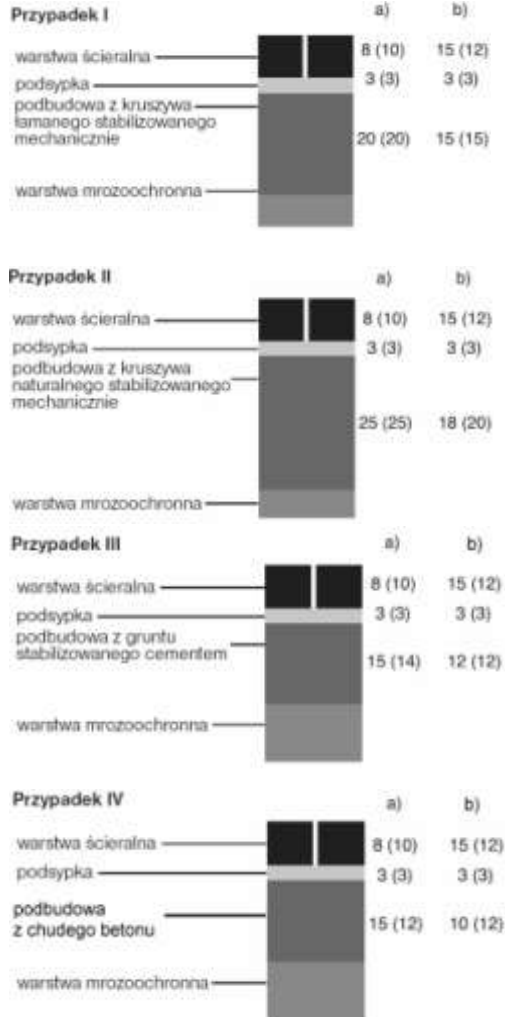 Przypadek I a) b)
warstwa ścieralna 8 (10) 15 (12)
podsypka 3 (3) 3 (3)
podbudowa z kruszywa
łamanego stabilizowanego
mechanicznie 20 (20) 15 (15)
warstwa mrozoochronna
Przypadek II a) b)
warstwa ścieralna 8 (10) 15 (12)
podsypka 3 (3) 3 (3)
podbudowa z kruszywa
naturalnego stabilizowanego
mechanicznie
25 (25) 18 (20)
warstwa mrozoochronna
Przypadek III a) b)
warstwa ścieralna 8 (10) 15 (12)
podsypka 3 (3) 3 (3)
podbudowa z gruntu
stabilizowanego cementem 15 (14) 12 (12)
warstwa mrozoochronna
Przypadek IV a) b)
warstwa ścieralna 8 (10) 15 (12)
podsypka 3 (3) 3 (3)
podbudowa
z chudego betonu 15 (12) 10 (12)
warstwa mrozoochronna